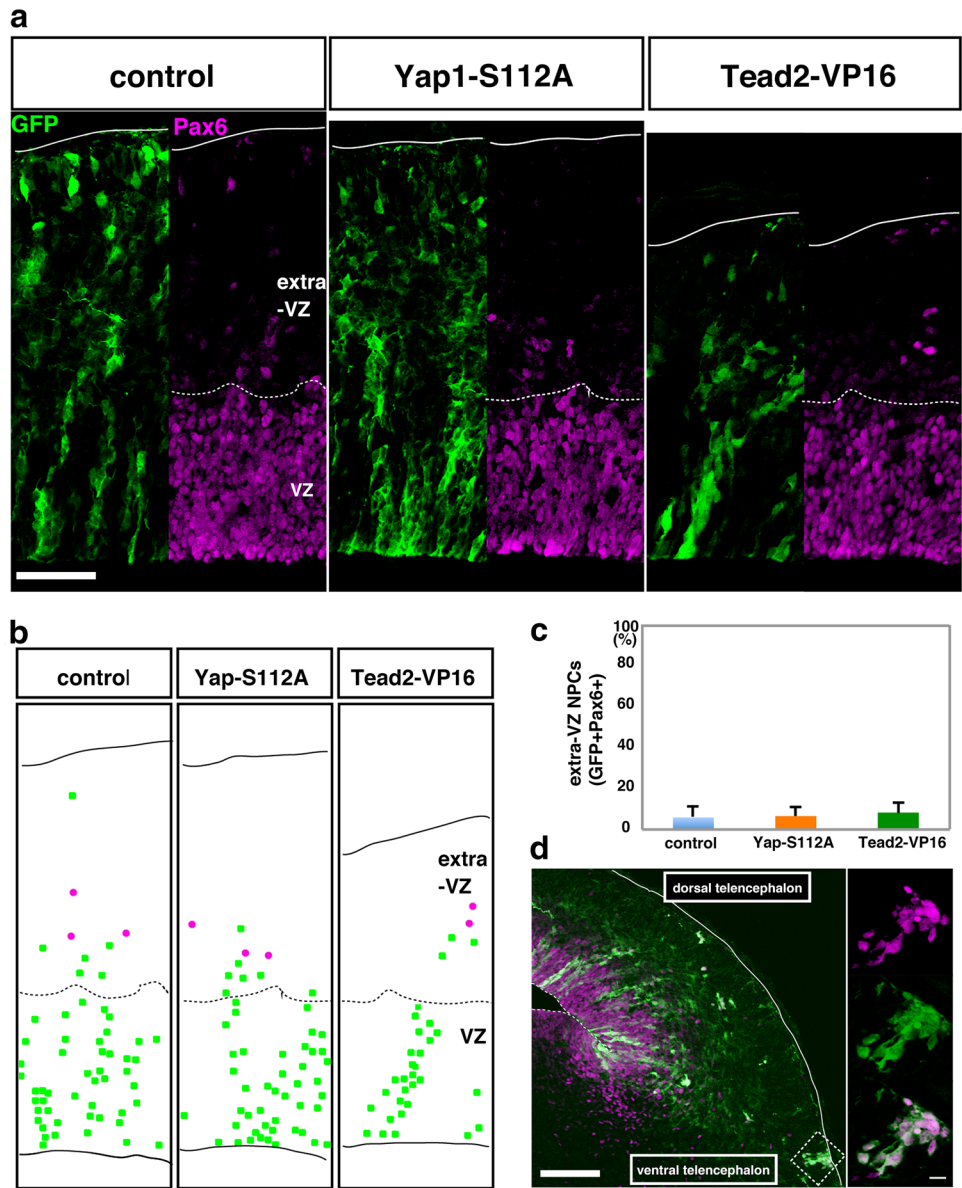 a
control
Yap1-S112A
Tead2-VP16
GFP
Pax6
extra
-VZ
VZ
b
control
Yap-S112A
Tead2-VP16
extra
-VZ
VZ
c
extra-VZ NPCs
(GFP+Pax6+)
100
(%)
80
60
40
20
0
control
Yap-S112A
Tead2-VP16
d
dorsal telencephalon
ventral telencephalon